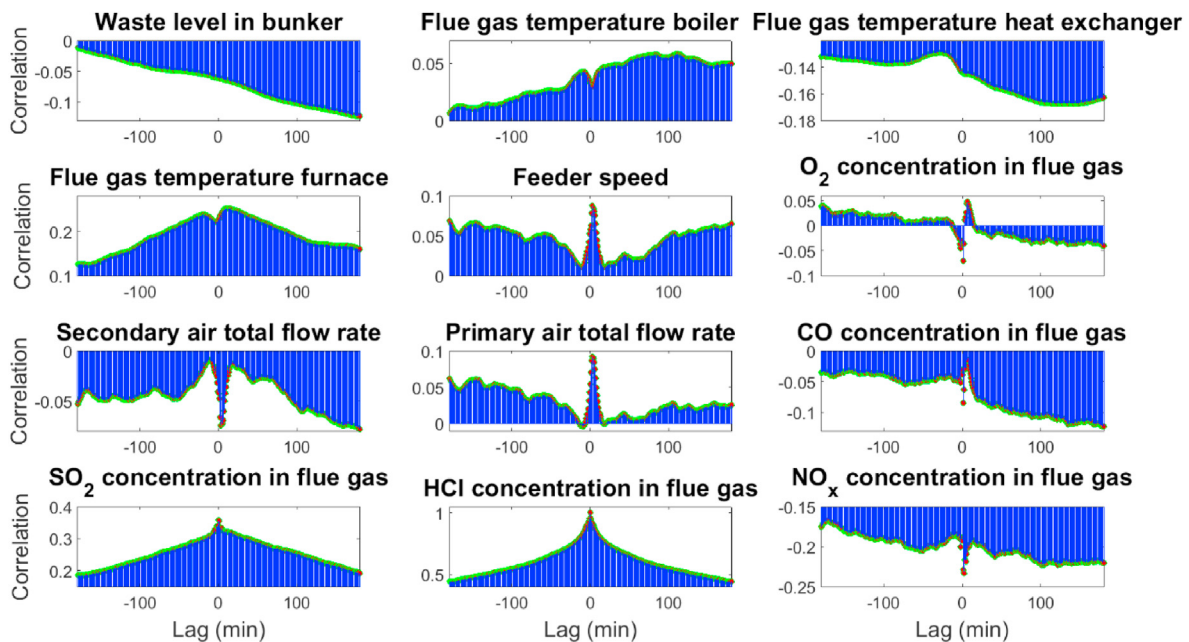 Waste level in bunker
Flue gas temperature boiler
Flue gas temperature heat exchanger
Correlation
0
-0.05
-0.1
-100 0 100
0.05
0
-100 0 100
-0.14
-0.16
-0.18
-100 0 100
Flue gas temperature furnace
Feeder speed
O₂ concentration in flue gas
Correlation
0.2
0.1
-100 0 100
0.1
0.05
0
-100 0 100
0.05
0
-0.05
-0.1
-100 0 100
Secondary air total flow rate
Primary air total flow rate
CO concentration in flue gas
Correlation
0
-0.05
-100 0 100
0.1
0.05
0
-100 0 100
0
-0.05
-0.1
-100 0 100
SO₂ concentration in flue gas
HCl concentration in flue gas
NOₓ concentration in flue gas
Correlation
0.4
0.3
0.2
-100 0 100
Lag (min)
1
0.5
-100 0 100
Lag (min)
-0.15
-0.2
-0.25
-100 0 100
Lag (min)